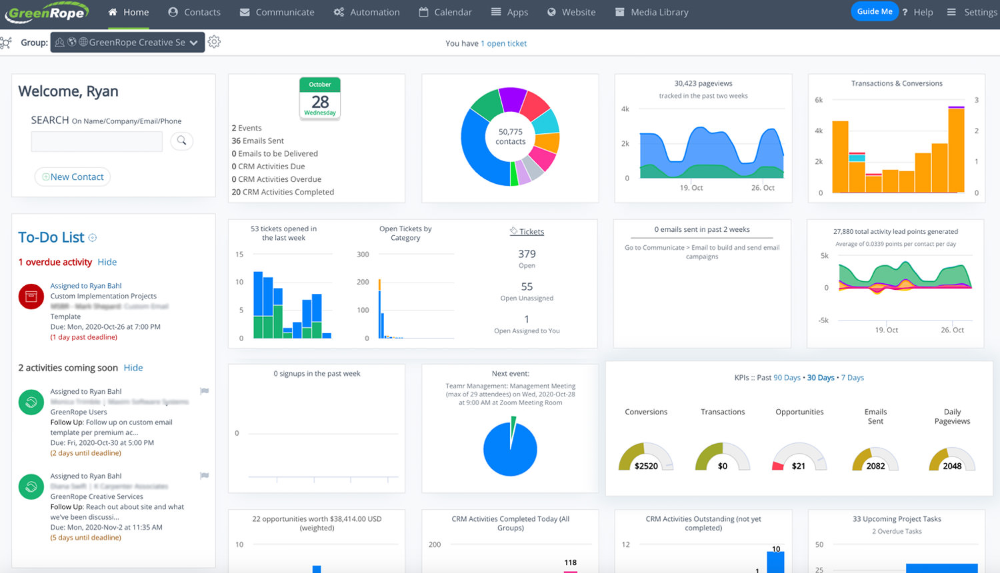 GreenRope
Home
Contacts
Communicate
Automation
Calendar
Apps
Website
Media Library
Guide Me
? Help
Settings
Group:
GreenRope Creative Se
You have 1 open ticket
Welcome, Ryan
SEARCH On Name/Company/Email/Phone
New Contact
To-Do List
1 overdue activity Hide
Assigned to Ryan Bahl
Custom Implementation Projects
Template
Due: Mon, 2020-Oct-26 at 7:00 PM
(1 day past deadline)
2 activities coming soon Hide
Assigned to Ryan Bahl
GreenRope Users
Follow Up: Follow up on custom email
template per premium ac...
Due: Fri, 2020-Oct-30 at 5:00 PM
(2 days until deadline)
Assigned to Ryan Bahl
GreenRope Creative Services
Follow Up: Reach out about site and what
we've been discussi...
Due: Mon, 2020-Nov-2 at 11:35 AM
(5 days until deadline)
October
28
Wednesday
2 Events
36 Emails Sent
0 Emails to be Delivered
0 CRM Activities Due
0 CRM Activities Overdue
20 CRM Activities Completed
50,775
contacts
30,423 pageviews
tracked in the past two weeks
4k
2k
0
19. Oct
26. Oct
Transactions & Conversions
6k
4k
2k
0
3
2
1
0
53 tickets opened in
the last week
15
10
5
0
Open Tickets by
Category
300
200
100
0
Tickets
379
Open
55
Open Unassigned
1
Open Assigned to You
0 emails sent in past 2 weeks
Go to Communicate > Email to build and send email
campaigns
27,880 total activity lead points generated
Average of 0.0339 points per contact per day
5k
0
-5k
19. Oct
26. Oct
0 signups in the past week
0
Next event:
Teamr Management: Management Meeting
(max of 29 attendees) on Wed, 2020-Oct-28
at 9:00 AM at Zoom Meeting Room
KPIs :: Past 90 Days • 30 Days • 7 Days
Conversions
$2520
Transactions
$0
Opportunities
$21
Emails
Sent
2082
Daily
Pageviews
2048
22 opportunities worth $38,414.00 USD
(weighted)
10
CRM Activities Completed Today (All
Groups)
200
118
CRM Activities Outstanding (not yet
completed)
12
10
1
33 Upcoming Project Tasks
2 Overdue Tasks
50
25